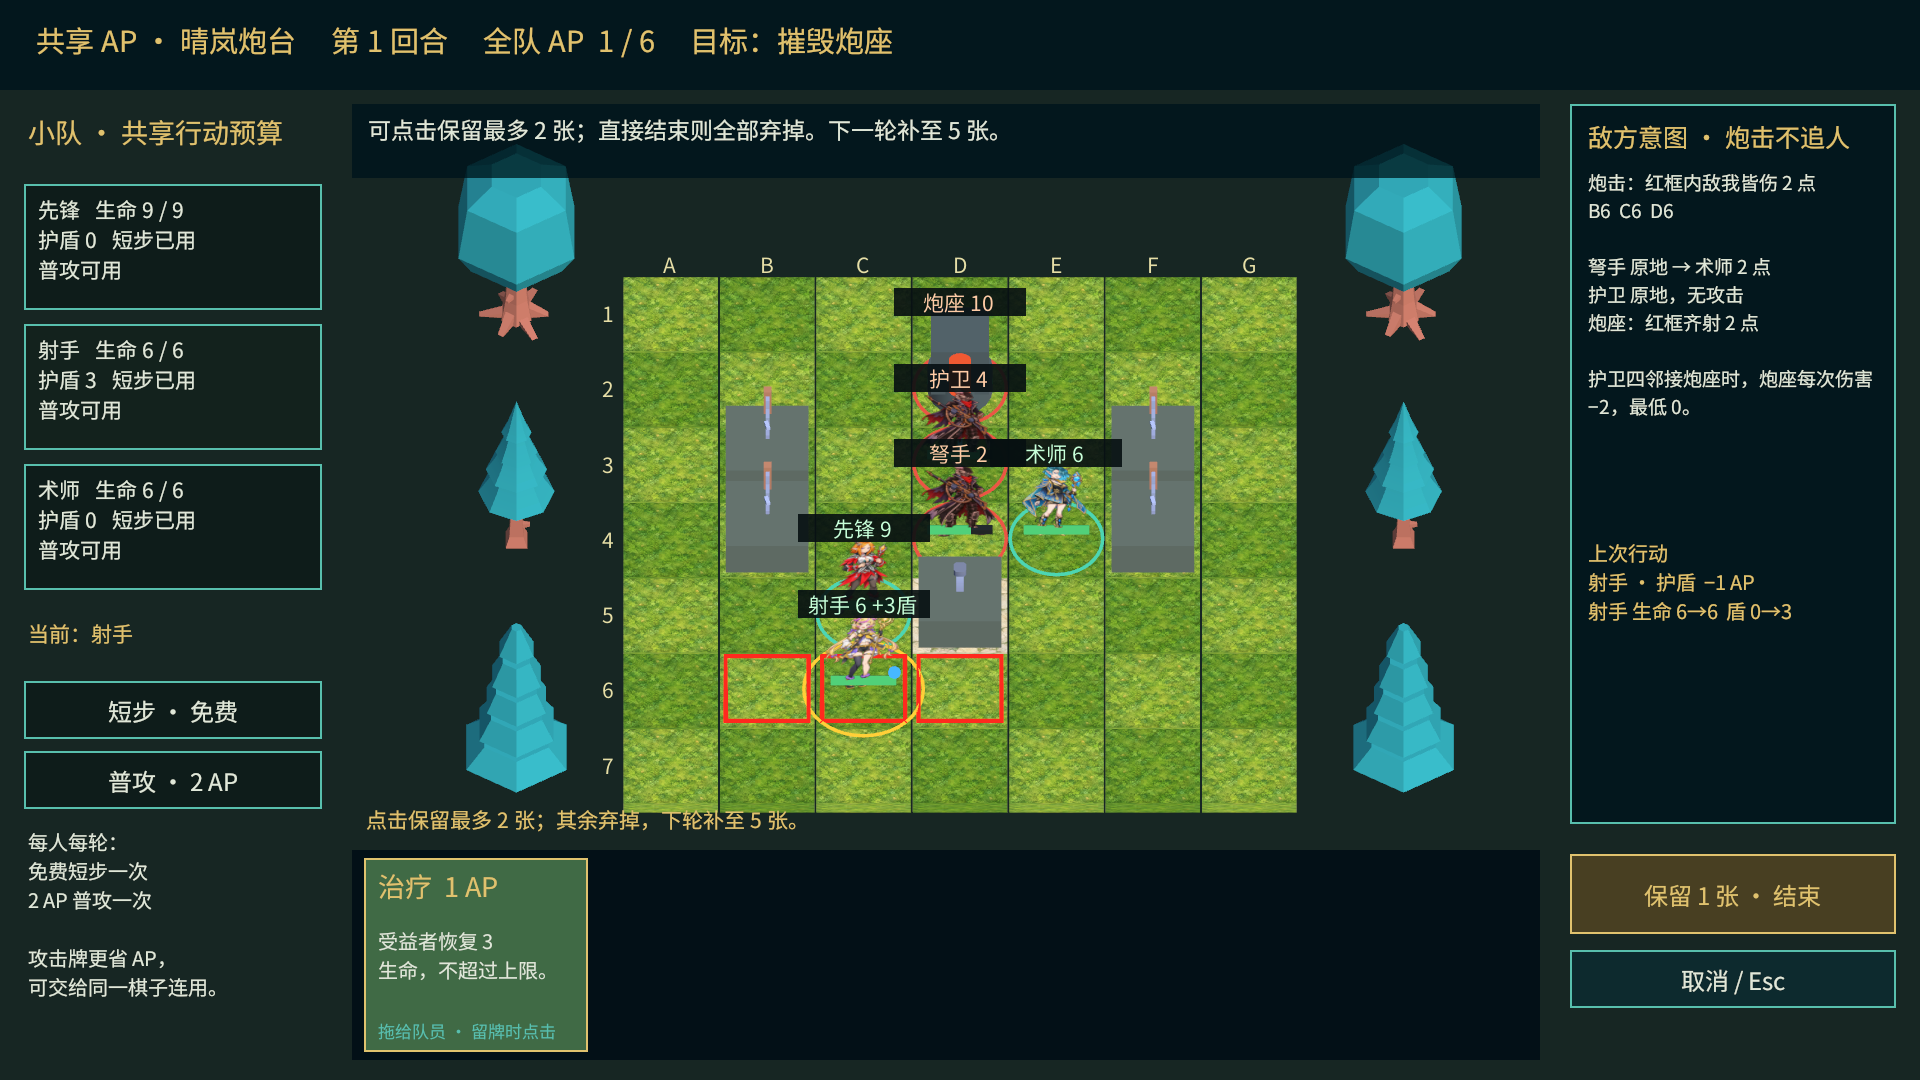 共享 AP · 晴岚炮台 第 1 回合 全队 AP 1 / 6 目标：摧毁炮座
小队 · 共享行动预算
先锋 生命 9 / 9
护盾 0 短步已用
普攻可用
射手 生命 6 / 6
护盾 3 短步已用
普攻可用
术师 生命 6 / 6
护盾 0 短步已用
普攻可用
当前：射手
短步 · 免费
普攻 · 2 AP
每人每轮：
免费短步一次
2 AP 普攻一次
攻击牌更省 AP，
可交给同一棋子连用。
可点击保留最多 2 张；直接结束则全部弃掉。下一轮补至 5 张。
A B C D E F G
1
2
3
4
5
6
7
炮座 10
护卫 4
弩手 2
术师 6
先锋 9
射手 6 +3盾
点击保留最多 2 张；其余弃掉，下轮补至 5 张。
治疗 1 AP
受益者恢复 3
生命，不超过上限。
拖给队员 · 留牌时点击
敌方意图 · 炮击不追人
炮击：红框内敌我皆伤 2 点
B6 C6 D6
弩手 原地 → 术师 2 点
护卫 原地，无攻击
炮座：红框齐射 2 点
护卫四邻接炮座时，炮座每次伤害
−2，最低 0。
上次行动
射手 · 护盾 −1 AP
射手 生命 6→6 盾 0→3
保留 1 张 · 结束
取消 / Esc